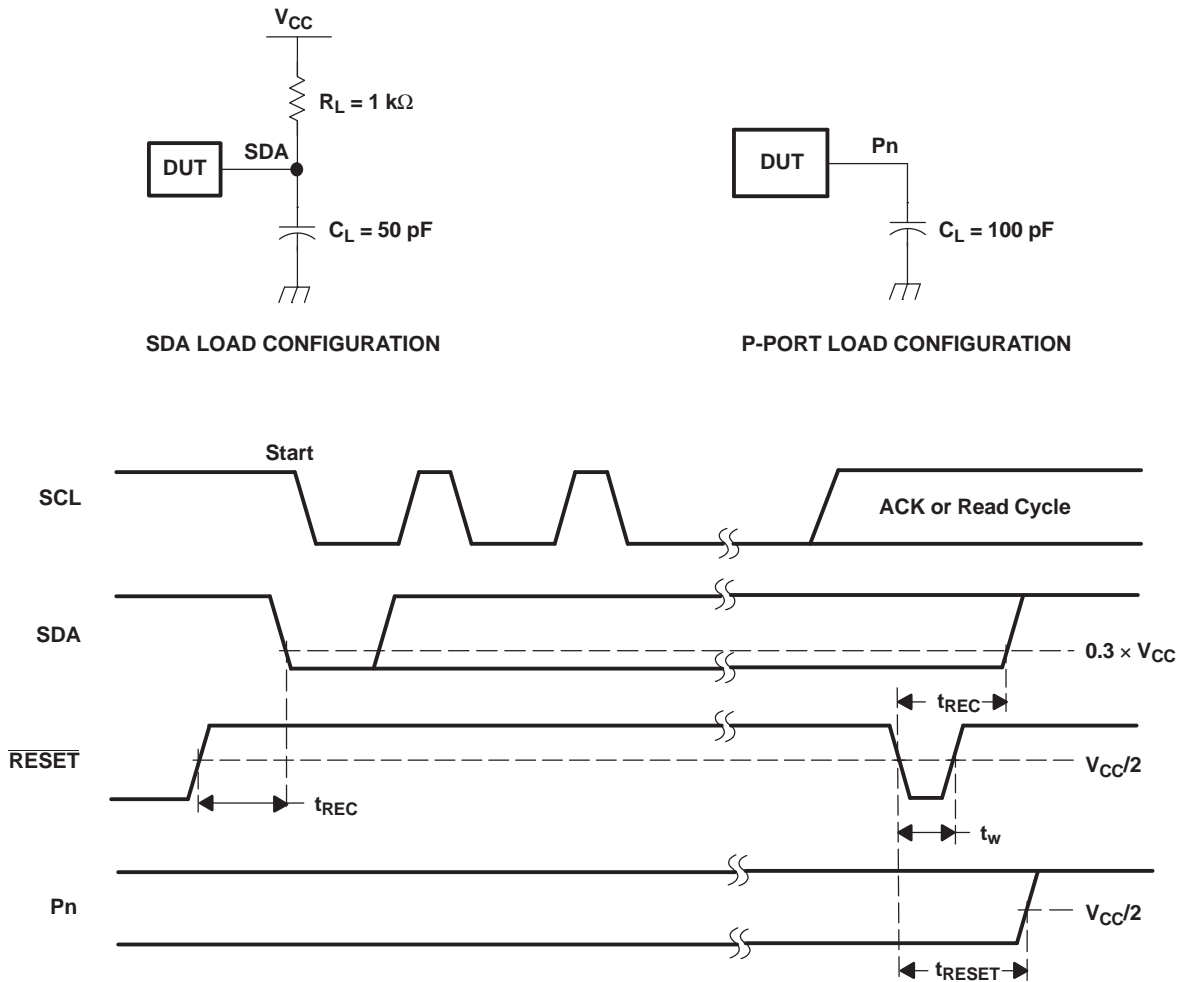 VCC
RL = 1 kΩ
DUT
SDA
CL = 50 pF
SDA LOAD CONFIGURATION
DUT
Pn
CL = 100 pF
P-PORT LOAD CONFIGURATION
Start
SCL
ACK or Read Cycle
SDA
0.3 × VCC
tREC
RESET
VCC/2
tREC
tw
Pn
VCC/2
tRESET